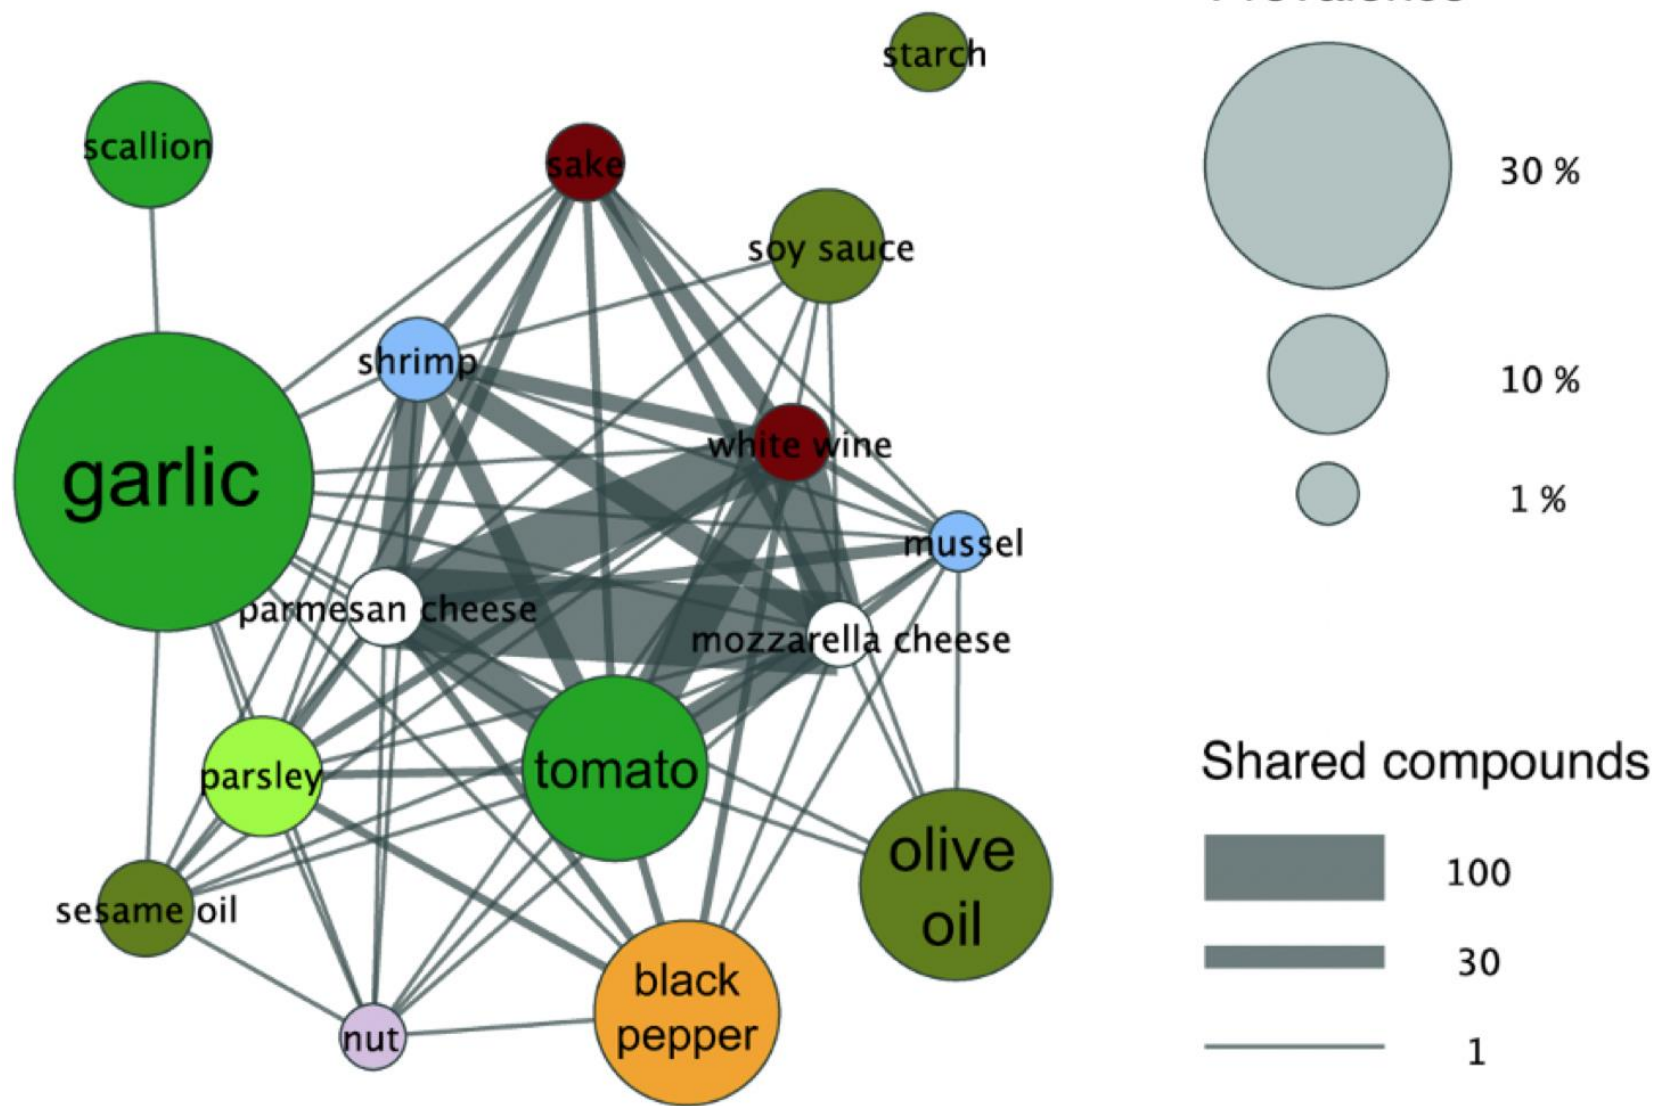 starch
scallion
sake
soy sauce
shrimp
garlic
white wine
mussel
parmesan cheese
mozzarella cheese
parsley
tomato
olive
oil
sesame oil
black
pepper
nut
30 %
10 %
1 %
Shared compounds
100
30
1